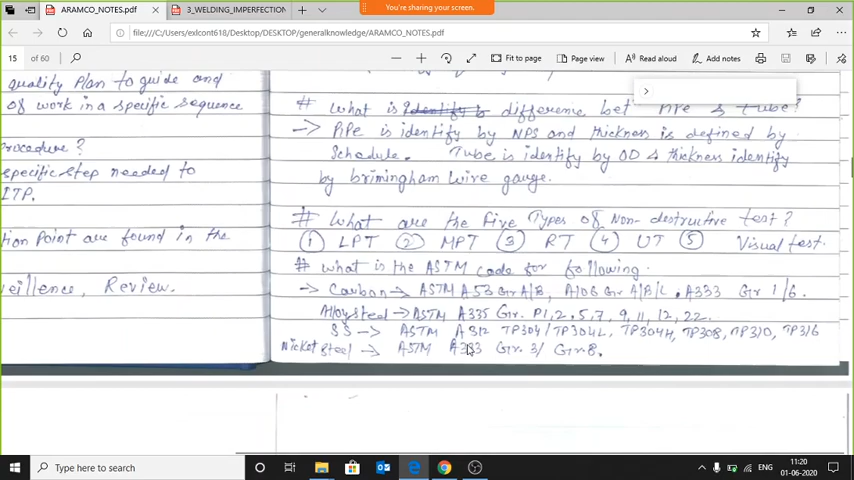 ARAMCO_NOTES.pdf
3_WELDING_IMPERFECTION
You're sharing your screen.
file:///C:/Users/exlcont618/Desktop/DESKTOP/generalknowledge/ARAMCO_NOTES.pdf
15 of 60
Fit to page
Page view
Read aloud
Add notes
quality Plan to guide and
of work in a specific sequence
rocedure?
specific step needed to
ITP.
tion Point are found in the
veillence, Review.
# What is identify is difference bet Pipe & tube?
→ Pipe is identify by NPS and thickness is defined by
Schedule. Tube is identify by OD & thickness identify
by brimingham wire gauge.
# What are the five Types of Non-destructive test?
① LPT ② MPT ③ RT ④ UT ⑤ Visual test.
# what is the ASTM code for following.
→ Carbon → ASTM A53 Gr A/B, A106 Gr A/B/C, A333 Gr 1/6.
Alloy steel → ASTM A335 Gr. P1, 2, 5, 7, 9, 11, 12, 22.
SS → ASTM A312 TP304/TP304L, TP304H, TP308, TP310, TP316
Nickel Steel → ASTM A333 Gr. 3/ Gr. 8.
Type here to search
ENG
11:20
01-06-2020